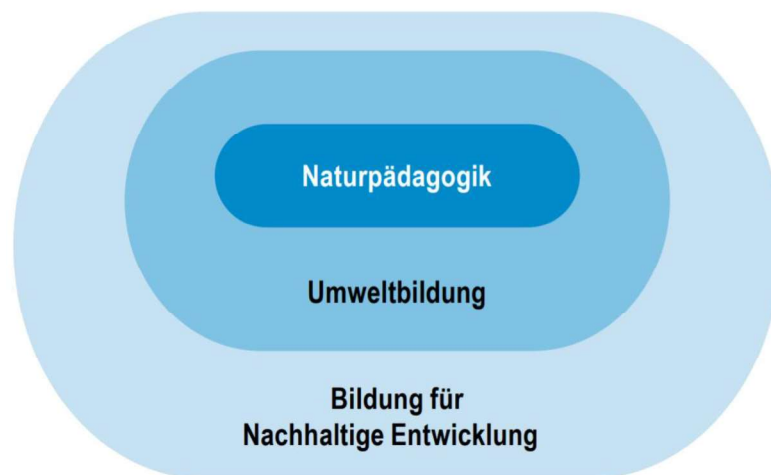 Naturpädagogik
Umweltbildung
Bildung für
Nachhaltige Entwicklung